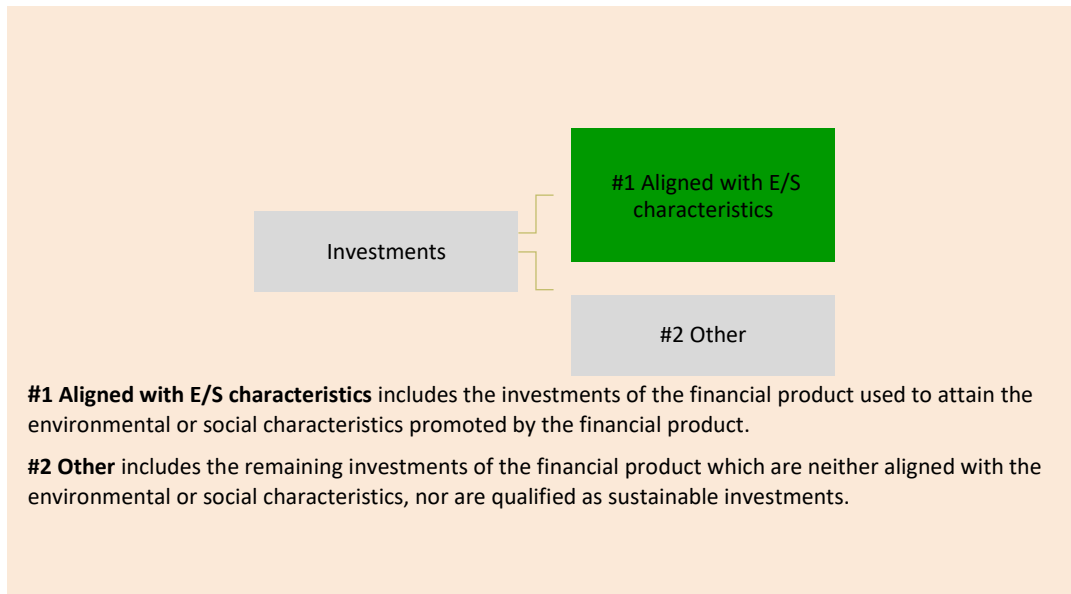 #1 Aligned with E/S
characteristics
Investments
#2 Other
#1 Aligned with E/S characteristics includes the investments of the financial product used to attain the
environmental or social characteristics promoted by the financial product.
#2 Other includes the remaining investments of the financial product which are neither aligned with the
environmental or social characteristics, nor are qualified as sustainable investments.